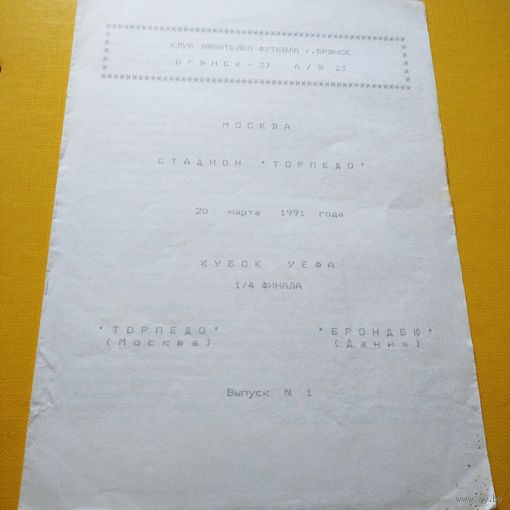 КЛУБ ЛЮБИТЕЛЕЙ ФУТБОЛА г.БРЯНСК
БРЯНСК-37 А/Я 23
МОСКВА
СТАДИОН "ТОРПЕДО"
20 марта 1991 года
КУБОК УЕФА
1/4 ФИНАЛА
"ТОРПЕДО" "БРОНДБЮ"
(Москва) (Дания)
Выпуск N 1